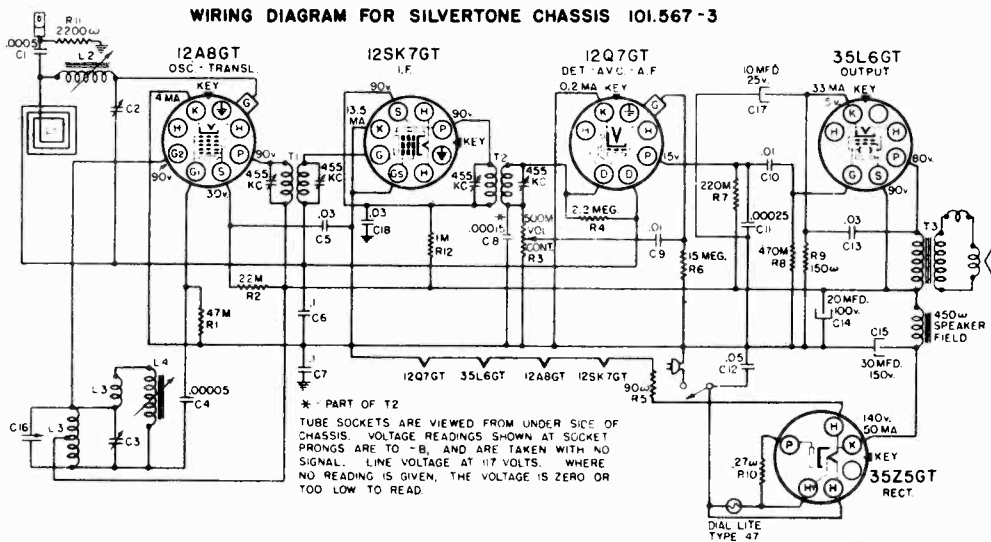 WIRING DIAGRAM FOR SILVERTONE CHASSIS 101.567-3
R11
2200ω
.0005
C1
L2
C2
12A8GT
OSC.-TRANSL.
KEY
4 MA
K
G
H
H
G2
P
G1
S
90v.
90v.
30v.
T1
455
KC
455
KC
12SK7GT
I.F.
90v.
13.5
MA
S
H
K
P
G
GS
H
90v.
KEY
T2
455
KC
455
KC
12Q7GT
DET.-A.V.C.-A.F.
0.2 MA
KEY
K
G
H
H
P
D
D
15v.
10 MFD
25v.
C17
35L6GT
OUTPUT
33 MA
KEY
5v.
K
H
H
P
G
S
80v.
90v.
.03
C5
.03
C18
1M
R12
*
.00015
C8
500M
VOL
CONT.
R3
2.2 MEG.
R4
.01
C9
15 MEG.
R6
220M
R7
.01
C10
.00025
C11
470M
R8
R9
150ω
.03
C13
T3
22M
R2
47M
R1
.1
C6
.1
C7
20 MFD.
100v.
C14
C15
30 MFD.
150v.
450ω
SPEAKER
FIELD
L4
L3
L3
C16
C3
.00005
C4
12Q7GT
35L6GT
12A8GT
12SK7GT
90ω
R5
.05
C12
* - PART OF T2
TUBE SOCKETS ARE VIEWED FROM UNDER SIDE OF
CHASSIS. VOLTAGE READINGS SHOWN AT SOCKET
PRONGS ARE TO -B, AND ARE TAKEN WITH NO
SIGNAL. LINE VOLTAGE AT 117 VOLTS. WHERE
NO READING IS GIVEN, THE VOLTAGE IS ZERO OR
TOO LOW TO READ.
140v.
50 MA
H
P
K
KEY
H
27ω
R10
35Z5GT
RECT.
DIAL LITE
TYPE 47